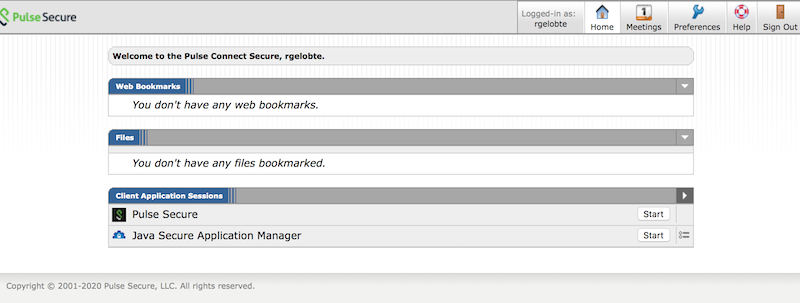 Pulse Secure
Logged-in as:
rgelobte
Home
1
Meetings
Preferences
Help
Sign Out
Welcome to the Pulse Connect Secure, rgelobte.
Web Bookmarks
You don't have any web bookmarks.
Files
You don't have any files bookmarked.
Client Application Sessions
Pulse Secure Start
Java Secure Application Manager Start
Copyright © 2001-2020 Pulse Secure, LLC. All rights reserved.